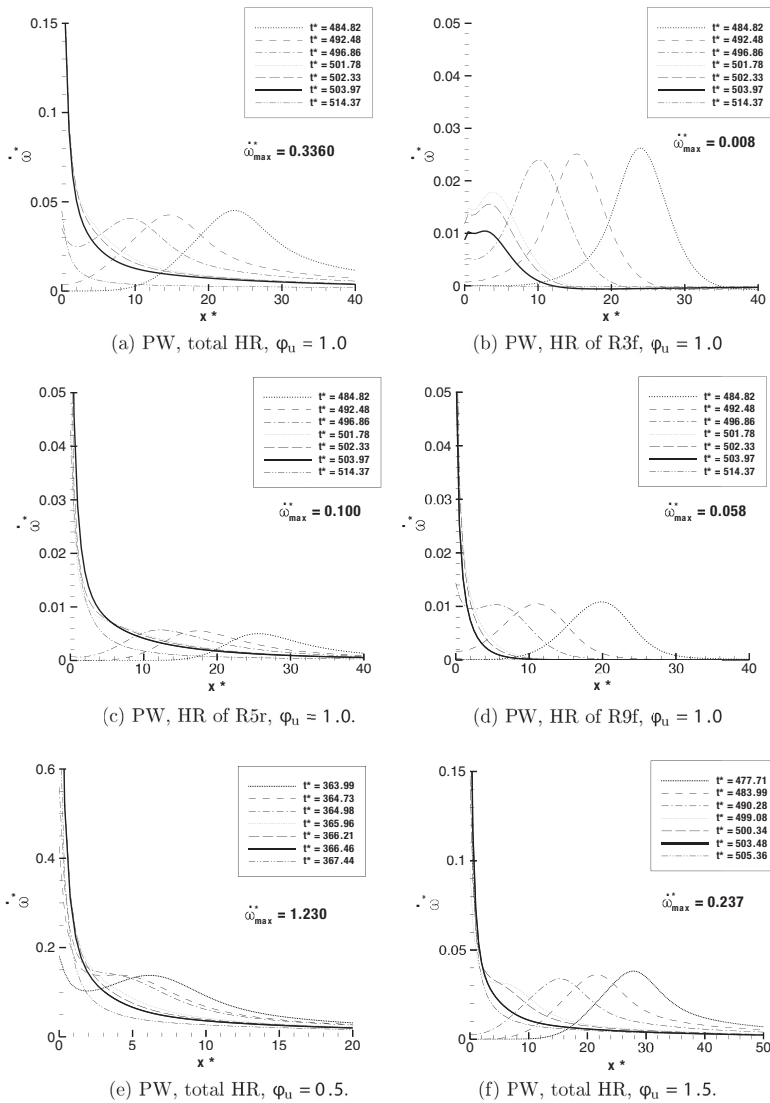 0.15
0.1
0.05
0
ω̇*
0 10 20 30 40
x *
t* = 484.82
t* = 492.48
t* = 496.86
t* = 501.78
t* = 502.33
t* = 503.97
t* = 514.37
ω̇*max = 0.3360
(a) PW, total HR, φu = 1.0
0.05
0.04
0.03
0.02
0.01
0
ω̇*
0 10 20 30 40
x *
t* = 484.82
t* = 492.48
t* = 496.86
t* = 501.78
t* = 502.33
t* = 503.97
t* = 514.37
ω̇*max = 0.008
(b) PW, HR of R3f, φu = 1.0
0.05
0.04
0.03
0.02
0.01
0
ω̇*
0 10 20 30 40
x *
t* = 484.82
t* = 492.48
t* = 496.86
t* = 501.78
t* = 502.33
t* = 503.97
t* = 514.37
ω̇*max = 0.100
(c) PW, HR of R5r, φu = 1.0.
0.05
0.04
0.03
0.02
0.01
0
ω̇*
0 10 20 30 40
x *
t* = 484.82
t* = 492.48
t* = 496.86
t* = 501.78
t* = 502.33
t* = 503.97
t* = 514.37
ω̇*max = 0.058
(d) PW, HR of R9f, φu = 1.0
0.6
0.4
0.2
0
ω̇*
0 5 10 15 20
x *
t* = 363.99
t* = 364.73
t* = 364.98
t* = 365.96
t* = 366.21
t* = 366.46
t* = 367.44
ω̇*max = 1.230
(e) PW, total HR, φu = 0.5.
0.15
0.1
0.05
0
ω̇*
0 10 20 30 40 50
x *
t* = 477.71
t* = 483.99
t* = 490.28
t* = 499.08
t* = 500.34
t* = 503.48
t* = 505.36
ω̇*max = 0.237
(f) PW, total HR, φu = 1.5.